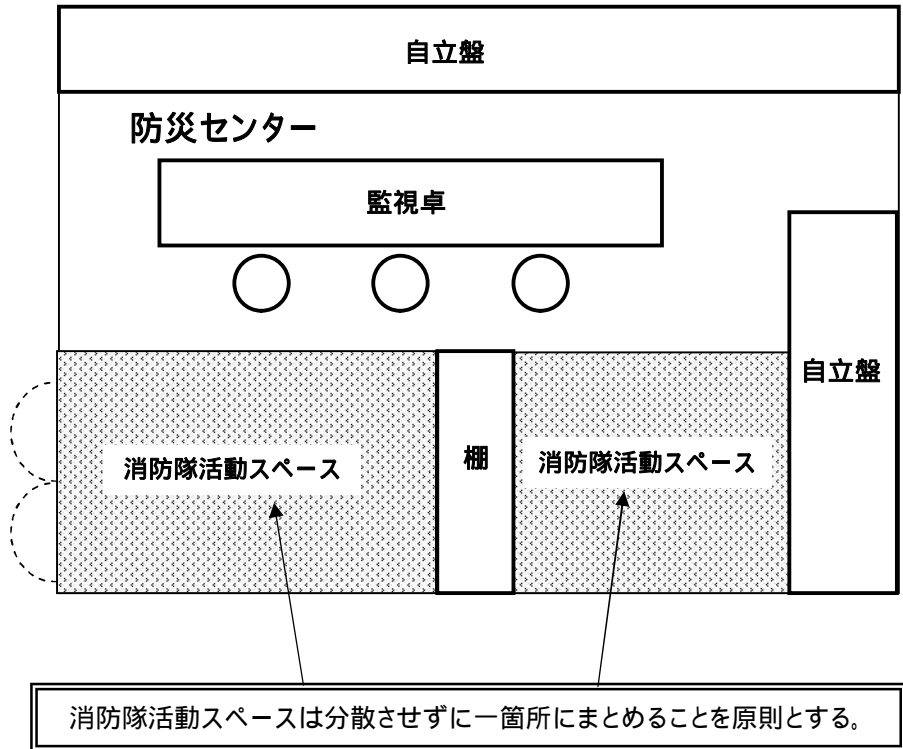 自立盤
防災センター
監視卓
自立盤
消防隊活動スペース
棚
消防隊活動スペース
消防隊活動スペースは分散させずに一箇所にまとめることを原則とする。